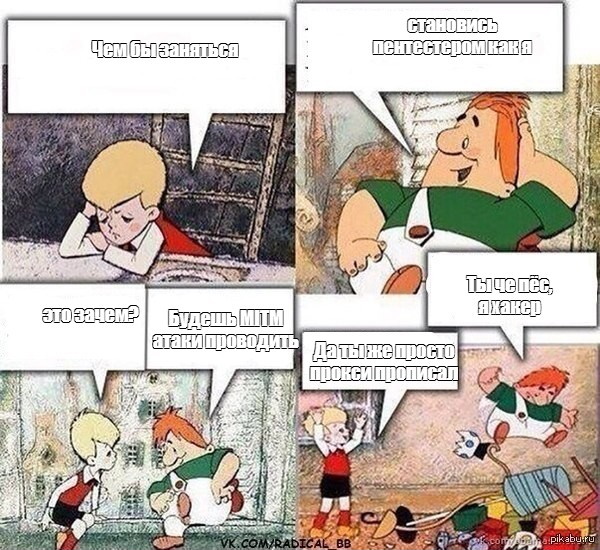 Чем бы заняться
становись
пентестером как я
это зачем?
Будешь MITM
атаки проводить
Ты че пёс,
я хакер
Да ты же просто
прокси прописал
VK.COM/RADICAL_BB
pikabu.ru